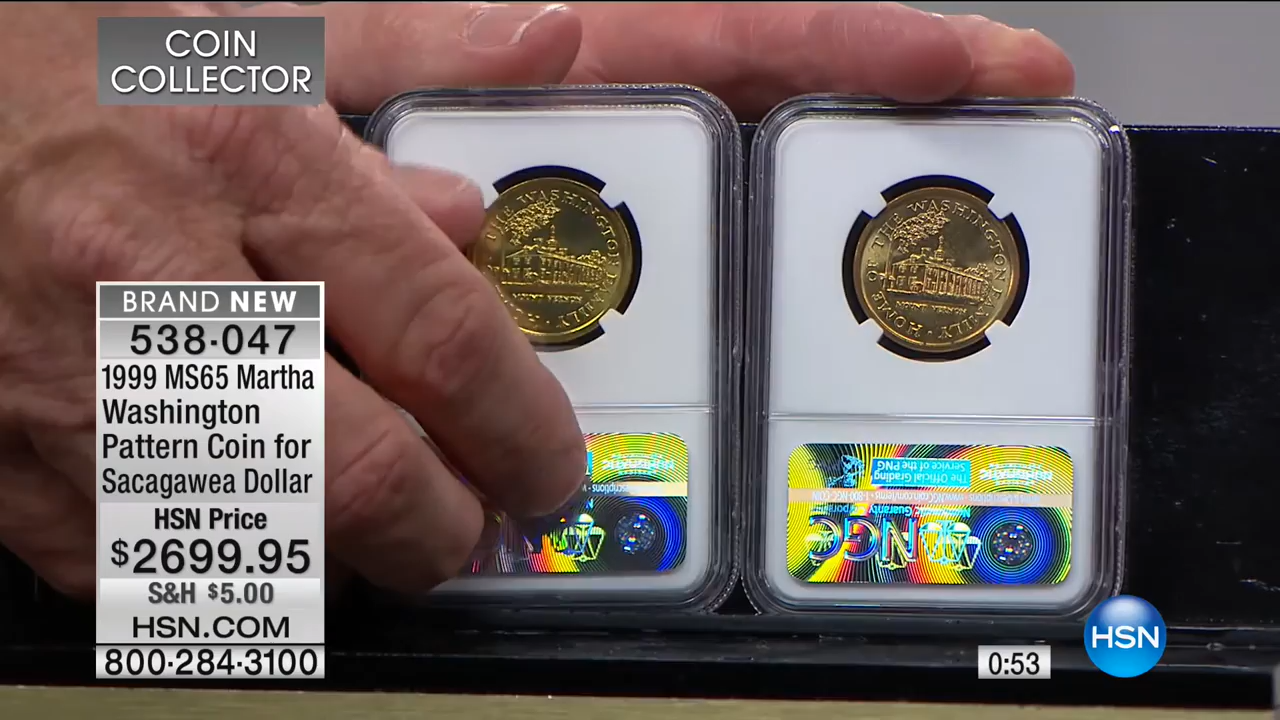 COIN
COLLECTOR
BRAND NEW
538·047
1999 MS65 Martha
Washington
Pattern Coin for
Sacagawea Dollar
HSN Price
$2699.95
S&H $5.00
HSN.COM
800·284·3100
THE WASHINGTON FAMILY
MOUNT VERNON
HOME OF THE WASHINGTON FAMILY
MOUNT VERNON
The Official Grading
Service of the PNG
NGC
0:53
HSN